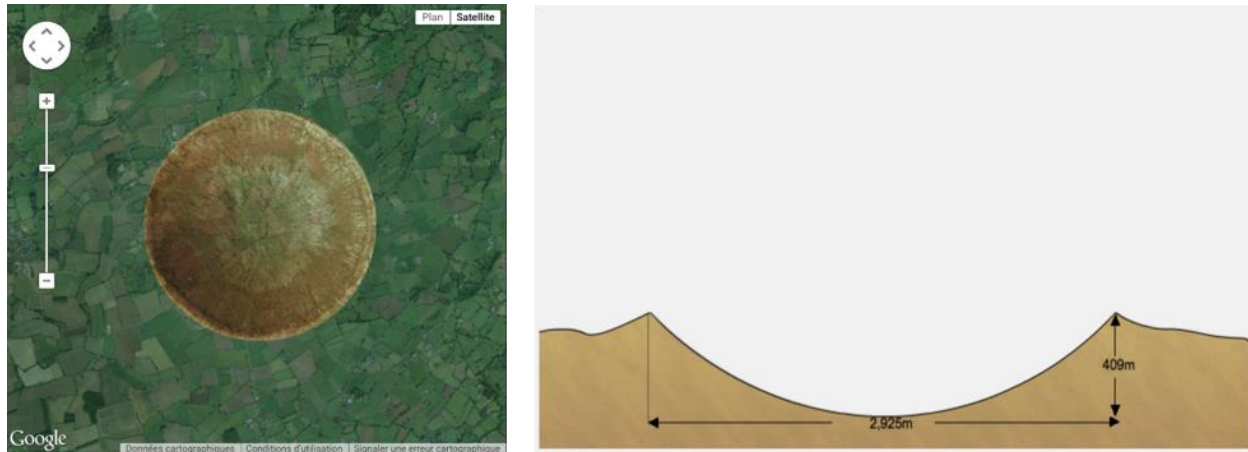 Plan
Satellite
Google
Données cartographiques
Conditions d'utilisation
Signaler une erreur cartographique
409m
2,925m